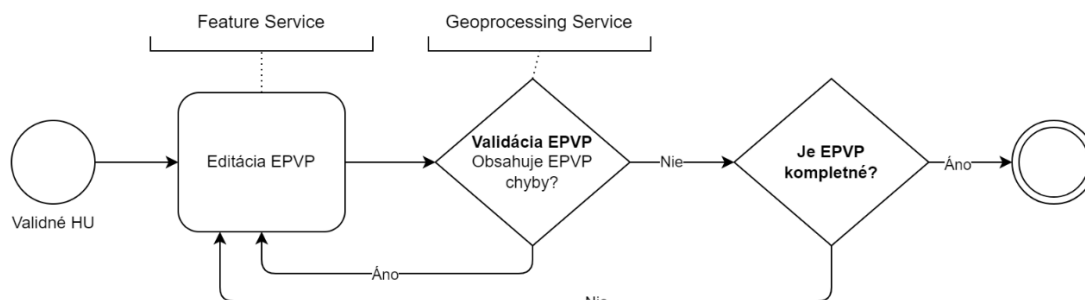 Feature Service
Geoprocessing Service
Editácia EPVP
Validácia EPVP
Obsahuje EPVP
chyby?
Nie
Je EPVP
kompletné?
Áno
Validné HU
Áno
Nie